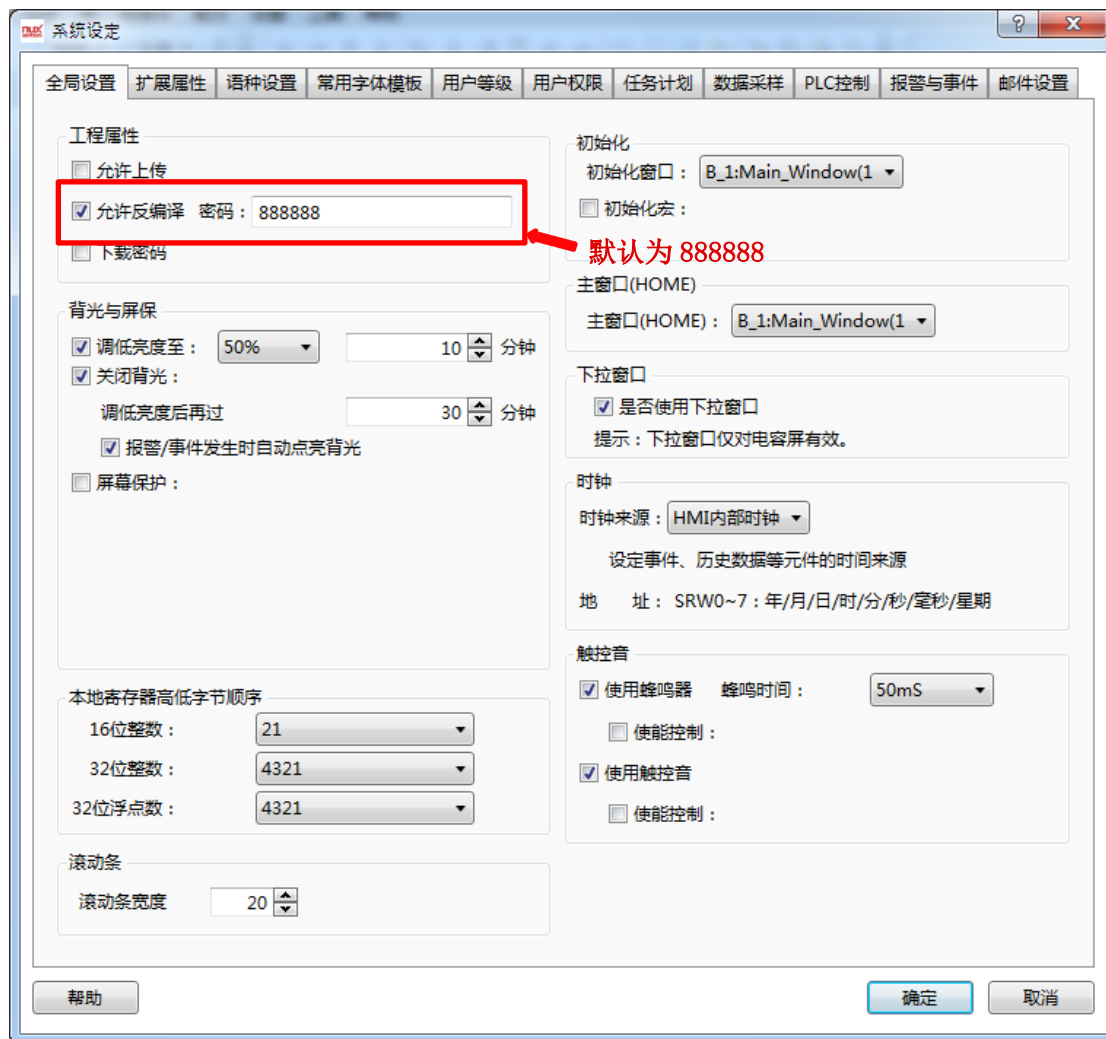 系统设定
全局设置 扩展属性 语种设置 常用字体模板 用户等级 用户权限 任务计划 数据采样 PLC控制 报警与事件 邮件设置
工程属性
允许上传
允许反编译 密码： 888888
下载密码
默认为 888888
背光与屏保
调低亮度至： 50% 10 分钟
关闭背光：
调低亮度后再过 30 分钟
报警/事件发生时自动点亮背光
屏幕保护：
本地寄存器高低字节顺序
16位整数： 21
32位整数： 4321
32位浮点数： 4321
滚动条
滚动条宽度 20
初始化
初始化窗口： B_1:Main_Window(1
初始化宏：
主窗口(HOME)
主窗口(HOME)： B_1:Main_Window(1
下拉窗口
是否使用下拉窗口
提示：下拉窗口仅对电容屏有效。
时钟
时钟来源： HMI内部时钟
设定事件、历史数据等元件的时间来源
地 址： SRW0~7：年/月/日/时/分/秒/毫秒/星期
触控音
使用蜂鸣器 蜂鸣时间： 50mS
使能控制：
使用触控音
使能控制：
帮助 确定 取消